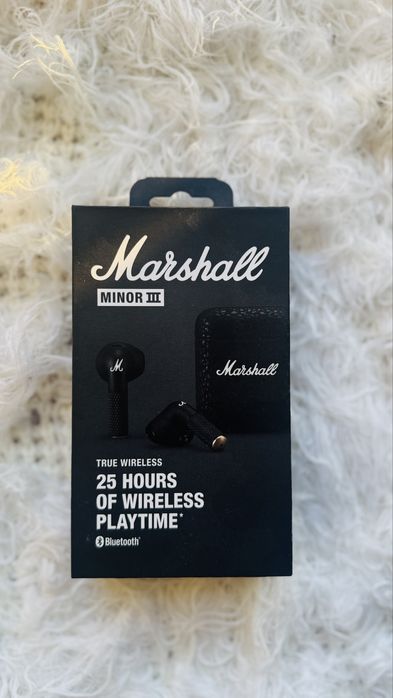 Marshall
MINOR III
M
Marshall
TRUE WIRELESS
25 HOURS
OF WIRELESS
PLAYTIME*
Bluetooth®